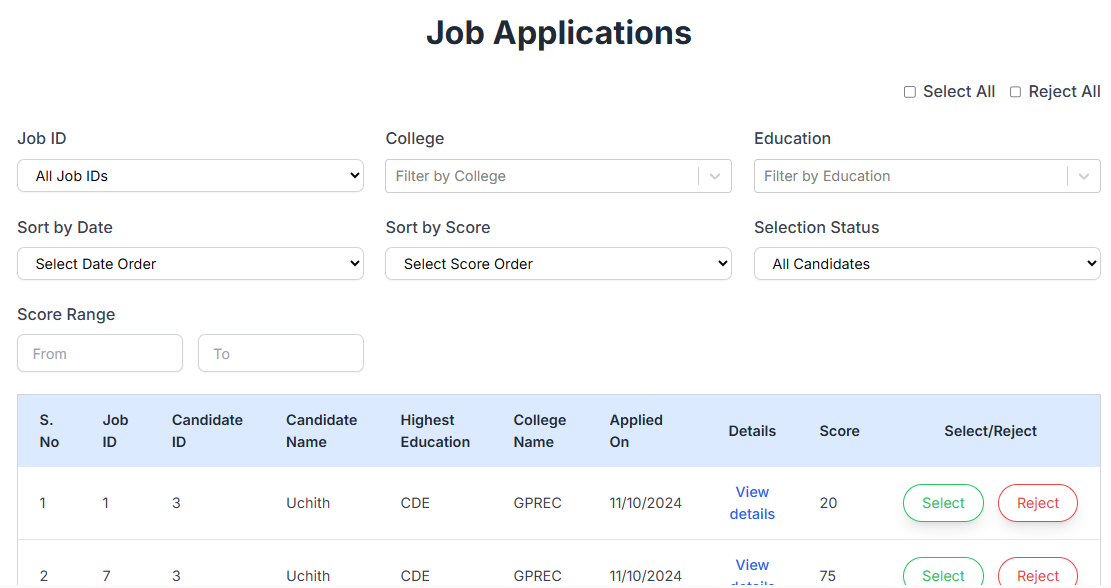 Job Applications
Select All Reject All
Job ID College Education
All Job IDs Filter by College Filter by Education
Sort by Date Sort by Score Selection Status
Select Date Order Select Score Order All Candidates
Score Range
From To
S. No Job ID Candidate ID Candidate Name Highest Education College Name Applied On Details Score Select/Reject
1 1 3 Uchith CDE GPREC 11/10/2024 View details 20 Select Reject
2 7 3 Uchith CDE GPREC 11/10/2024 View details 75 Select Reject